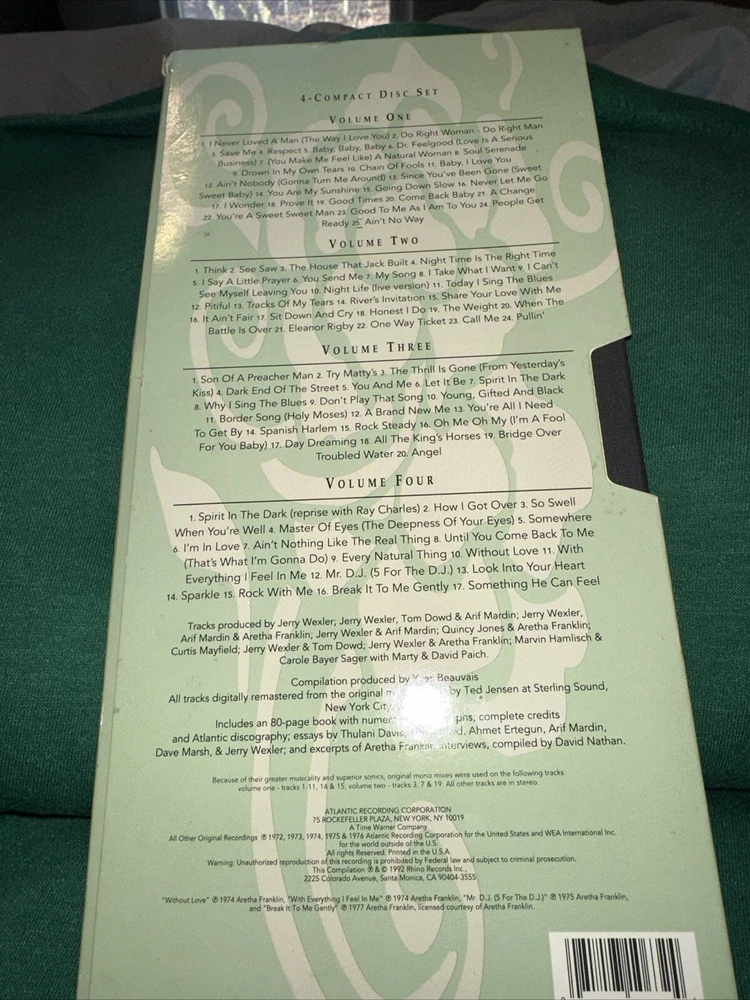 4-COMPACT DISC SET
VOLUME ONE
1. I Never Loved A Man (The Way I Love You) 2. Do Right Woman - Do Right Man
3. Save Me 4. Respect 5. Baby, Baby, Baby 6. Dr. Feelgood (Love Is A Serious
Business) 7. (You Make Me Feel Like) A Natural Woman 8. Soul Serenade
9. Drown In My Own Tears 10. Chain Of Fools 11. Baby, I Love You
12. Ain't Nobody (Gonna Turn Me Around) 13. Since You've Been Gone (Sweet
Sweet Baby) 14. You Are My Sunshine 15. Going Down Slow 16. Never Let Me Go
17. I Wonder 18. Prove It 19. Good Times 20. Come Back Baby 21. A Change
22. You're A Sweet Sweet Man 23. Good To Me As I Am To You 24. People Get
Ready 25. Ain't No Way
VOLUME TWO
1. Think 2. See Saw 3. The House That Jack Built 4. Night Time Is The Right Time
5. I Say A Little Prayer 6. You Send Me 7. My Song 8. I Take What I Want 9. I Can't
See Myself Leaving You 10. Night Life (live version) 11. Today I Sing The Blues
12. Pitiful 13. Tracks Of My Tears 14. River's Invitation 15. Share Your Love With Me
16. It Ain't Fair 17. Sit Down And Cry 18. Honest I Do 19. The Weight 20. When The
Battle Is Over 21. Eleanor Rigby 22. One Way Ticket 23. Call Me 24. Pullin'
VOLUME THREE
1. Son Of A Preacher Man 2. Try Matty's 3. The Thrill Is Gone (From Yesterday's
Kiss) 4. Dark End Of The Street 5. You And Me 6. Let It Be 7. Spirit In The Dark
8. Why I Sing The Blues 9. Don't Play That Song 10. Young, Gifted And Black
11. Border Song (Holy Moses) 12. A Brand New Me 13. You're All I Need
To Get By 14. Spanish Harlem 15. Rock Steady 16. Oh Me Oh My (I'm A Fool
For You Baby) 17. Day Dreaming 18. All The King's Horses 19. Bridge Over
Troubled Water 20. Angel
VOLUME FOUR
1. Spirit In The Dark (reprise with Ray Charles) 2. How I Got Over 3. So Swell
When You're Well 4. Master Of Eyes (The Deepness Of Your Eyes) 5. Somewhere
6. I'm In Love 7. Ain't Nothing Like The Real Thing 8. Until You Come Back To Me
(That's What I'm Gonna Do) 9. Every Natural Thing 10. Without Love 11. With
Everything I Feel In Me 12. Mr. D.J. (5 For The D.J.) 13. Look Into Your Heart
14. Sparkle 15. Rock With Me 16. Break It To Me Gently 17. Something He Can Feel
Tracks produced by Jerry Wexler; Jerry Wexler, Tom Dowd & Arif Mardin; Jerry Wexler,
Arif Mardin & Aretha Franklin; Jerry Wexler & Arif Mardin; Quincy Jones & Aretha Franklin;
Curtis Mayfield; Jerry Wexler & Tom Dowd; Jerry Wexler & Aretha Franklin; Marvin Hamlisch &
Carole Bayer Sager with Marty & David Paich.
Compilation produced by Beauvais
All tracks digitally remastered from the original by Ted Jensen at Sterling Sound,
New York City
Includes an 80-page book with complete credits
and Atlantic discography; essays by Thulani Davis, Ahmet Ertegun, Arif Mardin,
Dave Marsh, & Jerry Wexler; and excerpts of Aretha Franklin interviews, compiled by David Nathan.
Because of their greater musicality and superior sonics, original mono mixes were used on the following tracks:
volume one - tracks 1-11, 14 & 15, volume two - tracks 3, 7 & 19. All other tracks are in stereo.
ATLANTIC RECORDING CORPORATION
75 ROCKEFELLER PLAZA, NEW YORK, NY 10019
A Time Warner Company
All Other Original Recordings ℗ 1972, 1973, 1974, 1975 & 1976 Atlantic Recording Corporation for the United States and WEA International Inc.
for the world outside of the U.S.
All rights Reserved. Printed in the U.S.A.
Warning: Unauthorized reproduction of this recording is prohibited by Federal law and subject to criminal prosecution.
This Compilation ℗ & © 1992 Rhino Records Inc.,
2225 Colorado Avenue, Santa Monica, CA 90404-3555
"Without Love" ℗ 1974 Aretha Franklin, "With Everything I Feel In Me" ℗ 1974 Aretha Franklin, "Mr. D.J. (5 For The D.J.)" ℗ 1975 Aretha Franklin,
and "Break It To Me Gently" ℗ 1977 Aretha Franklin, licensed courtesy of Aretha Franklin.